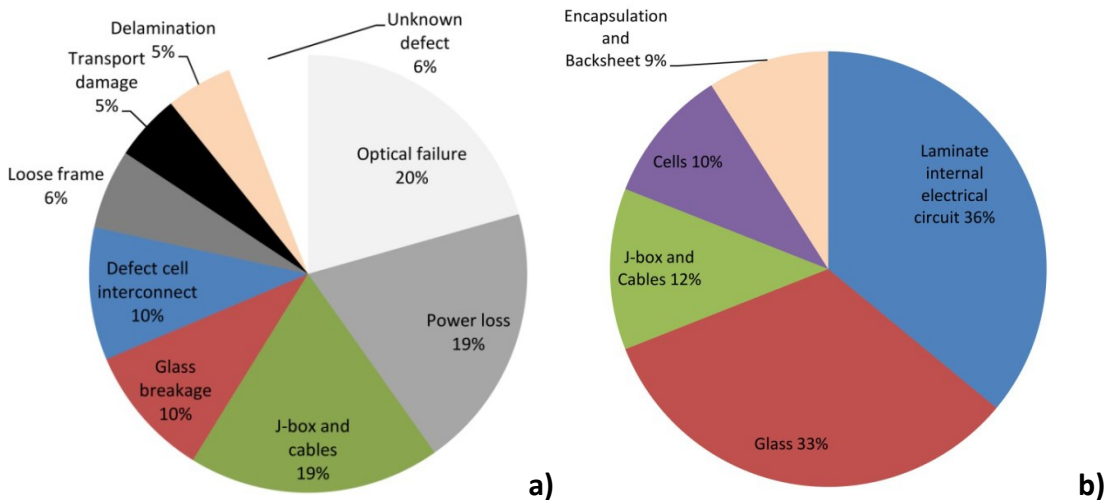 Delamination
5%
Transport
damage
5%
Unknown
defect
6%
Loose frame
6%
Optical failure
20%
Defect cell
interconnect
10%
Power loss
19%
Glass
breakage
10%
J-box and
cables
19%
a)
Encapsulation
and
Backsheet 9%
Cells 10%
Laminate
internal
electrical
circuit 36%
J-box and
Cables 12%
Glass 33%
b)